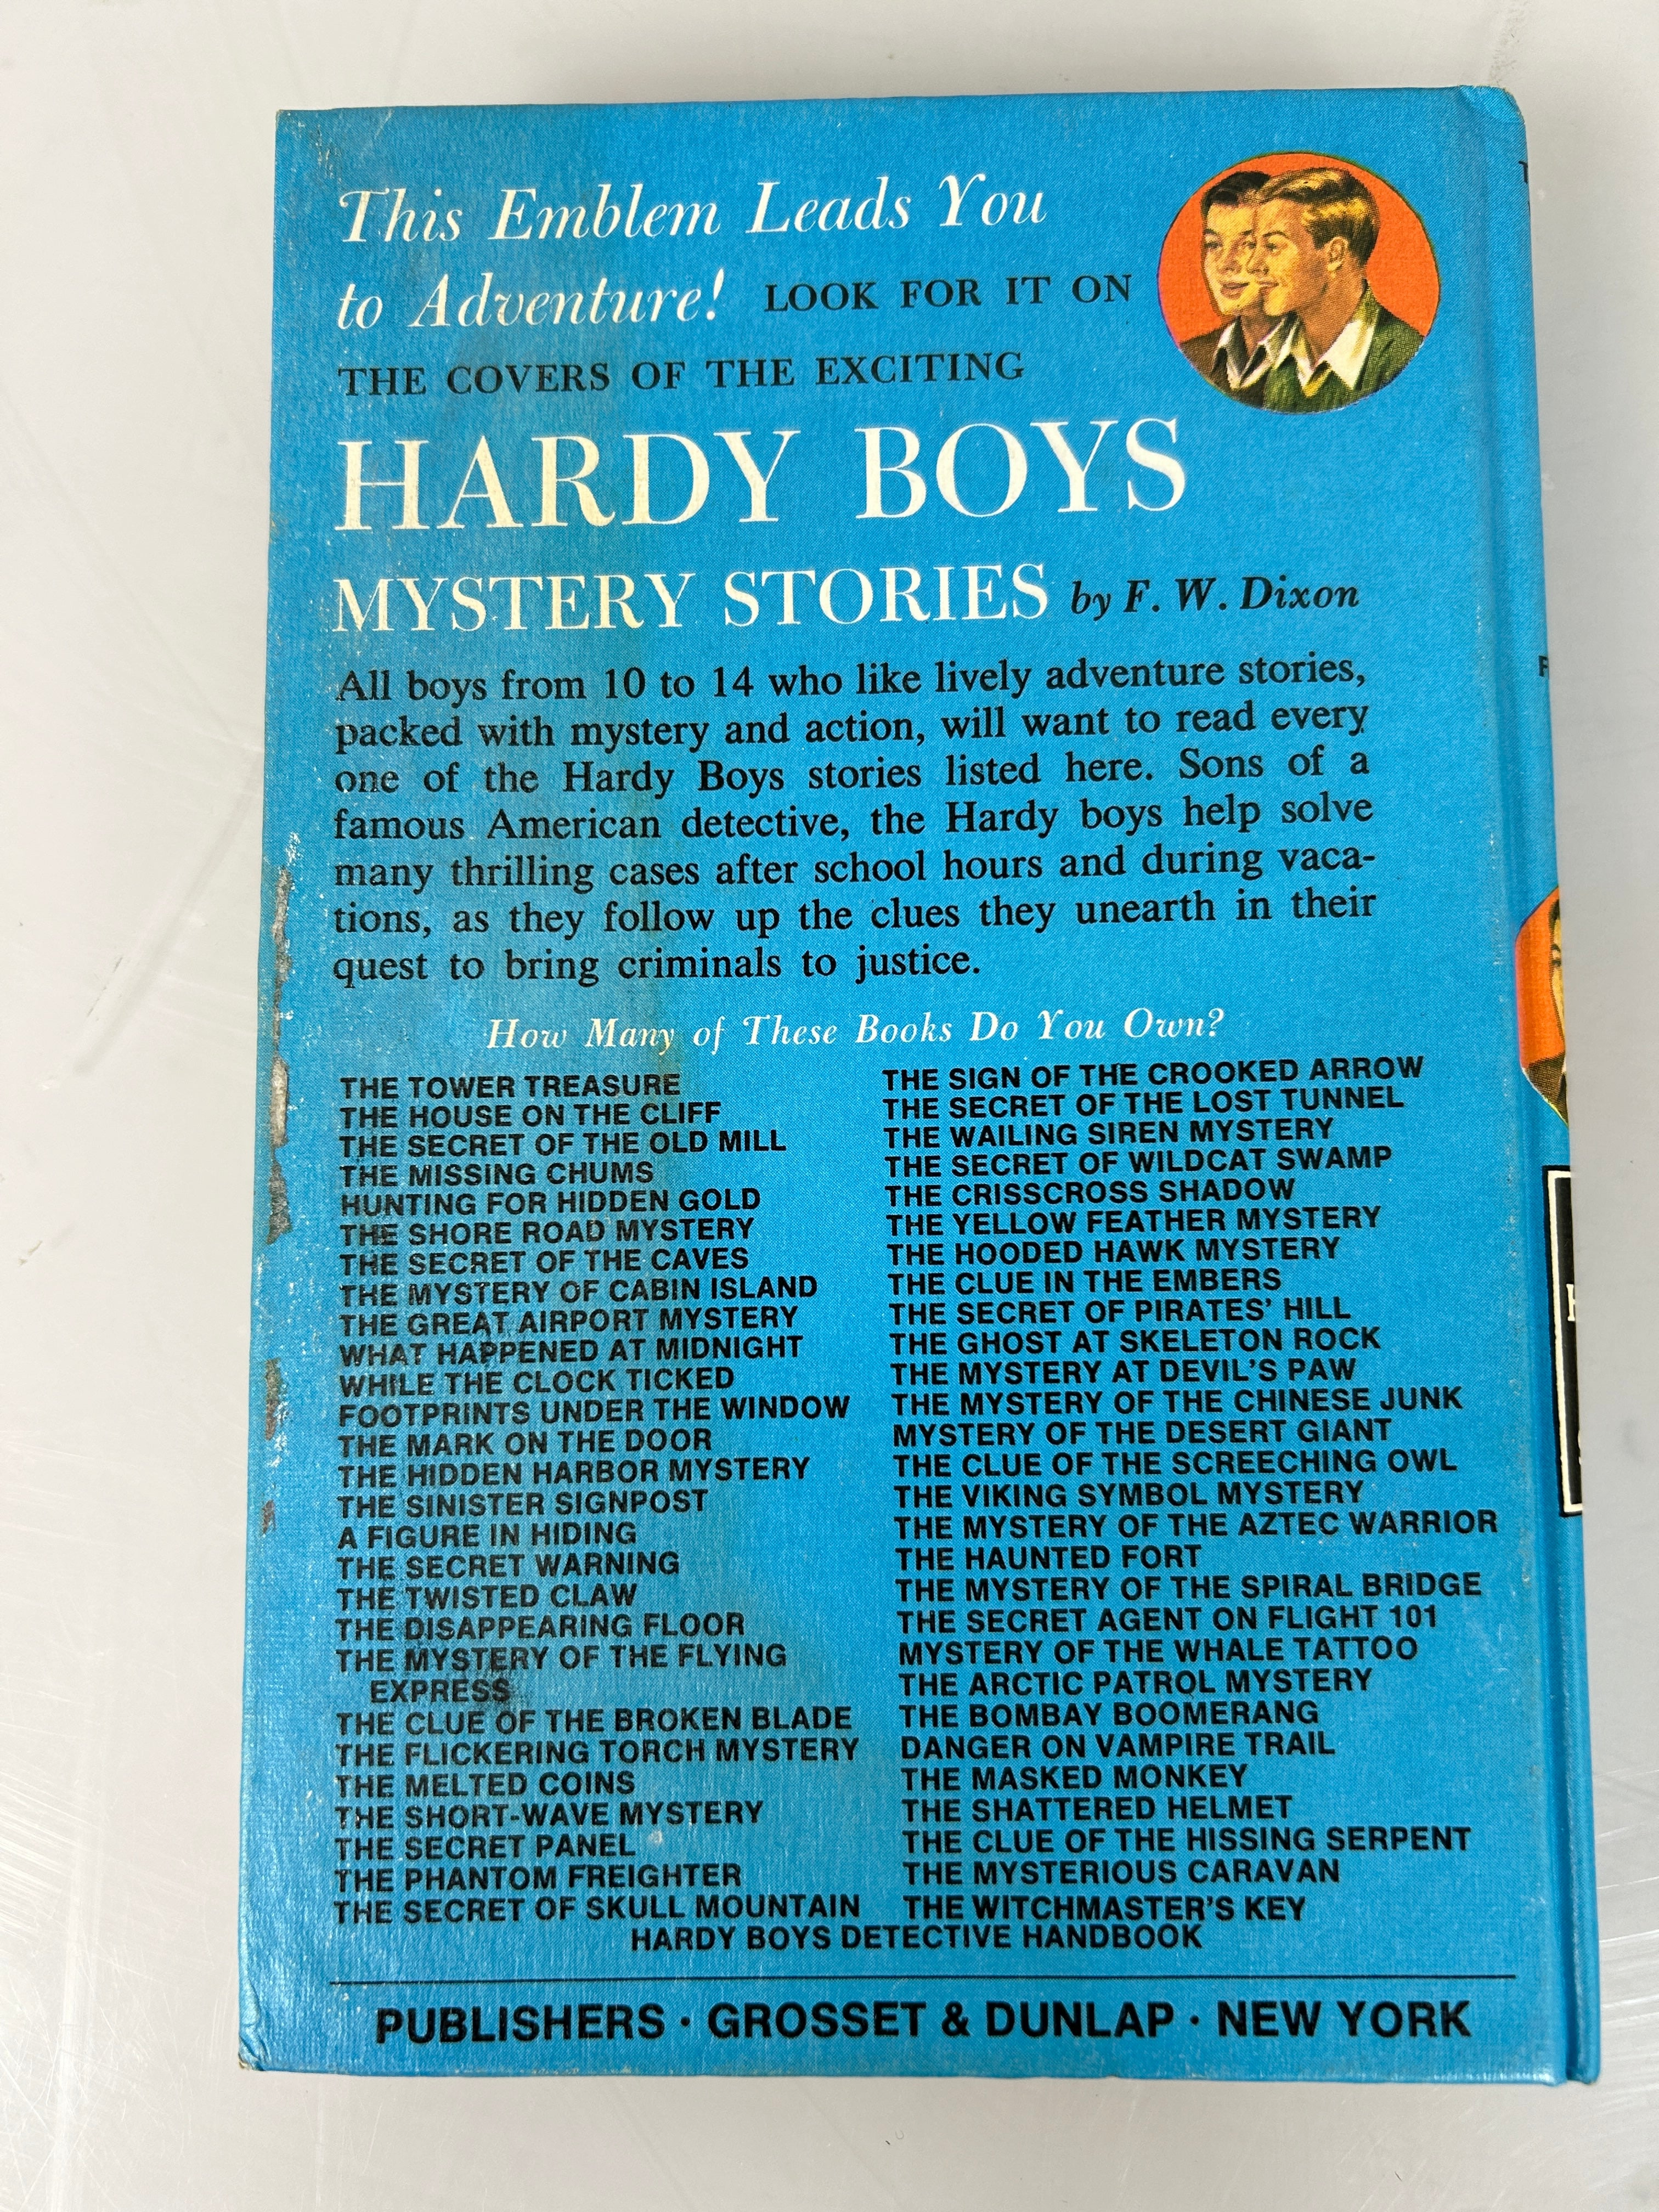 This Emblem Leads You
to Adventure! LOOK FOR IT ON
THE COVERS OF THE EXCITING
HARDY BOYS
MYSTERY STORIES by F. W. Dixon
All boys from 10 to 14 who like lively adventure stories,
packed with mystery and action, will want to read every
one of the Hardy Boys stories listed here. Sons of a
famous American detective, the Hardy boys help solve
many thrilling cases after school hours and during vaca-
tions, as they follow up the clues they unearth in their
quest to bring criminals to justice.
How Many of These Books Do You Own?
THE TOWER TREASURE
THE HOUSE ON THE CLIFF
THE SECRET OF THE OLD MILL
THE MISSING CHUMS
HUNTING FOR HIDDEN GOLD
THE SHORE ROAD MYSTERY
THE SECRET OF THE CAVES
THE MYSTERY OF CABIN ISLAND
THE GREAT AIRPORT MYSTERY
WHAT HAPPENED AT MIDNIGHT
WHILE THE CLOCK TICKED
FOOTPRINTS UNDER THE WINDOW
THE MARK ON THE DOOR
THE HIDDEN HARBOR MYSTERY
THE SINISTER SIGNPOST
A FIGURE IN HIDING
THE SECRET WARNING
THE TWISTED CLAW
THE DISAPPEARING FLOOR
THE MYSTERY OF THE FLYING
EXPRESS
THE CLUE OF THE BROKEN BLADE
THE FLICKERING TORCH MYSTERY
THE MELTED COINS
THE SHORT-WAVE MYSTERY
THE SECRET PANEL
THE PHANTOM FREIGHTER
THE SECRET OF SKULL MOUNTAIN
THE SIGN OF THE CROOKED ARROW
THE SECRET OF THE LOST TUNNEL
THE WAILING SIREN MYSTERY
THE SECRET OF WILDCAT SWAMP
THE CRISSCROSS SHADOW
THE YELLOW FEATHER MYSTERY
THE HOODED HAWK MYSTERY
THE CLUE IN THE EMBERS
THE SECRET OF PIRATES' HILL
THE GHOST AT SKELETON ROCK
THE MYSTERY AT DEVIL'S PAW
THE MYSTERY OF THE CHINESE JUNK
MYSTERY OF THE DESERT GIANT
THE CLUE OF THE SCREECHING OWL
THE VIKING SYMBOL MYSTERY
THE MYSTERY OF THE AZTEC WARRIOR
THE HAUNTED FORT
THE MYSTERY OF THE SPIRAL BRIDGE
THE SECRET AGENT ON FLIGHT 101
MYSTERY OF THE WHALE TATTOO
THE ARCTIC PATROL MYSTERY
THE BOMBAY BOOMERANG
DANGER ON VAMPIRE TRAIL
THE MASKED MONKEY
THE SHATTERED HELMET
THE CLUE OF THE HISSING SERPENT
THE MYSTERIOUS CARAVAN
THE WITCHMASTER'S KEY
HARDY BOYS DETECTIVE HANDBOOK
PUBLISHERS · GROSSET & DUNLAP · NEW YORK